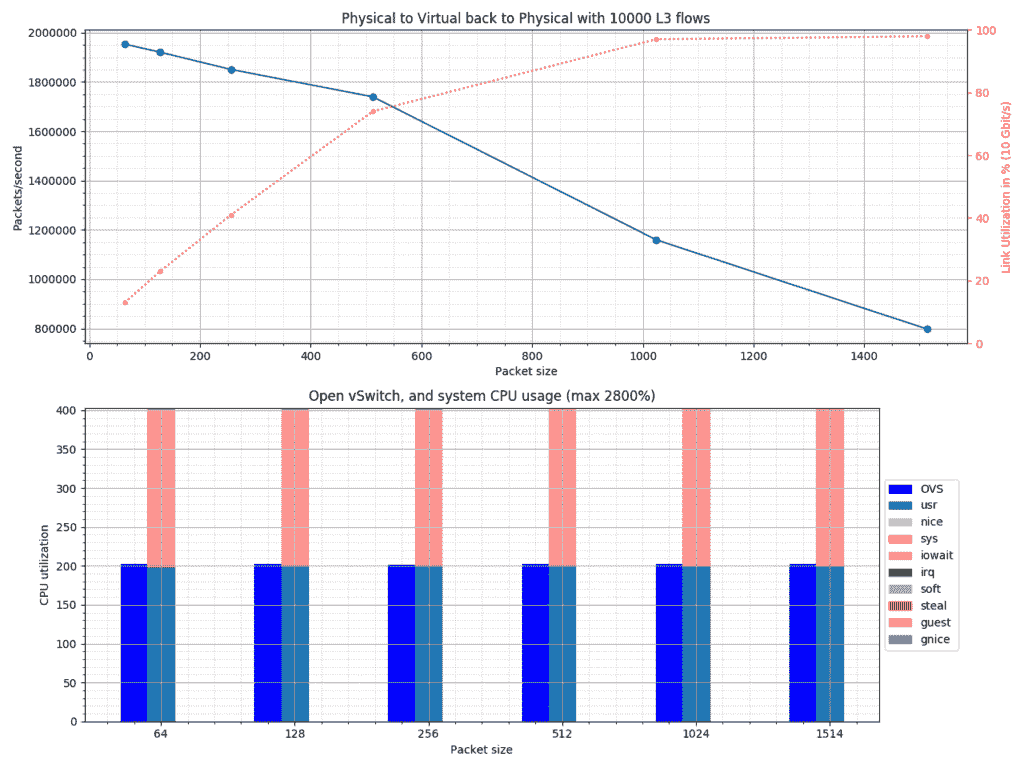 Physical to Virtual back to Physical with 10000 L3 flows
2000000
1800000
1600000
1400000
1200000
1000000
800000
Packets/second
100
80
60
40
20
0
Link Utilization in % (10 Gbit/s)
0 200 400 600 800 1000 1200 1400
Packet size
Open vSwitch, and system CPU usage (max 2800%)
400
350
300
250
200
150
100
50
0
CPU utilization
OVS
usr
nice
sys
iowait
irq
soft
steal
guest
gnice
64 128 256 512 1024 1514
Packet size